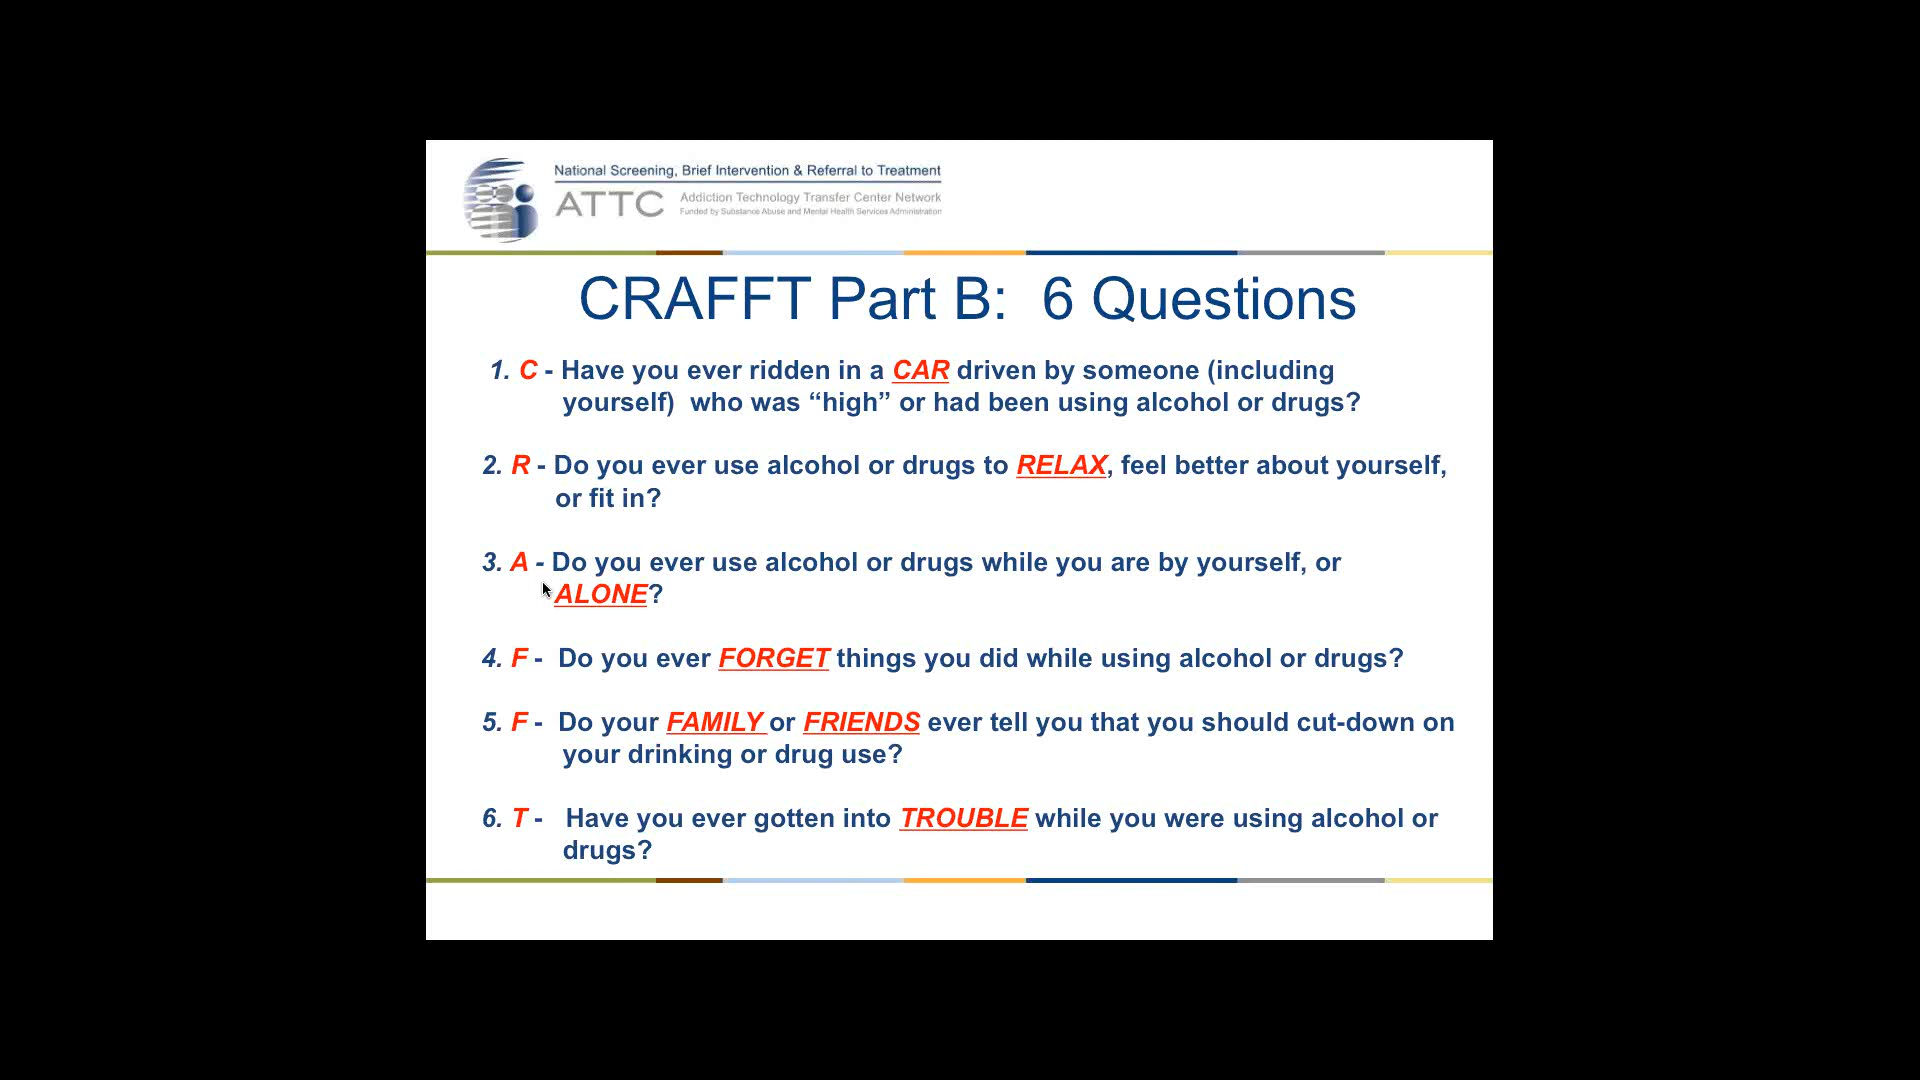 National Screening, Brief Intervention & Referral to Treatment
ATTC Addiction Technology Transfer Center Network
Funded by Substance Abuse and Mental Health Services Administration
CRAFFT Part B:  6 Questions
1. C - Have you ever ridden in a CAR driven by someone (including
yourself)  who was “high” or had been using alcohol or drugs?
2. R - Do you ever use alcohol or drugs to RELAX, feel better about yourself,
or fit in?
3. A - Do you ever use alcohol or drugs while you are by yourself, or
ALONE?
4. F -  Do you ever FORGET things you did while using alcohol or drugs?
5. F -  Do your FAMILY or FRIENDS ever tell you that you should cut-down on
your drinking or drug use?
6. T -   Have you ever gotten into TROUBLE while you were using alcohol or
drugs?